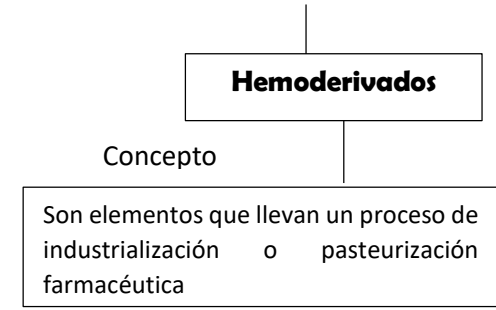 Hemoderivados
Concepto
Son elementos que llevan un proceso de
industrialización o pasteurización
farmacéutica